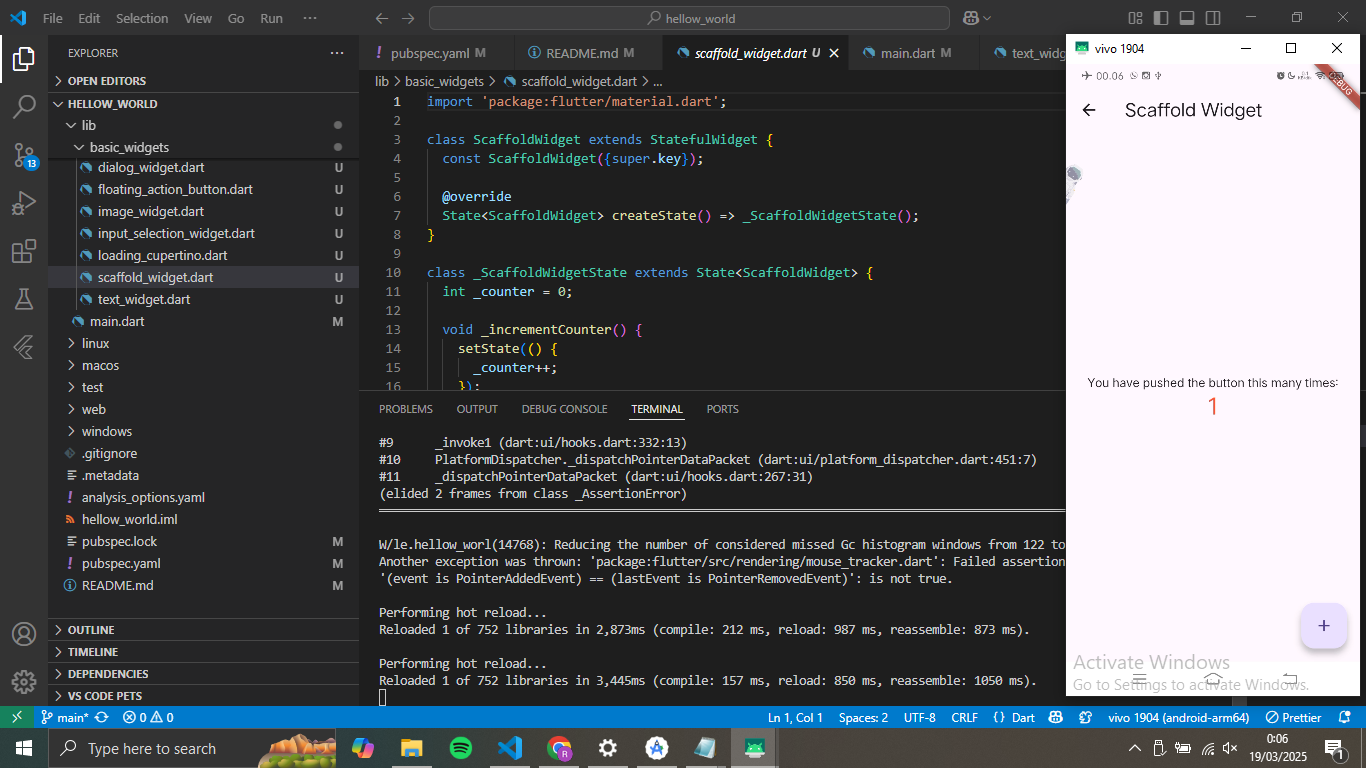 File Edit Selection View Go Run ··· hellow_world
EXPLORER ···
OPEN EDITORS
HELLOW_WORLD
lib
basic_widgets
dialog_widget.dart U
floating_action_button.dart U
image_widget.dart U
input_selection_widget.dart U
loading_cupertino.dart U
scaffold_widget.dart U
text_widget.dart U
main.dart M
linux
macos
test
web
windows
.gitignore
.metadata
analysis_options.yaml
hellow_world.iml
pubspec.lock M
pubspec.yaml M
README.md M
OUTLINE
TIMELINE
DEPENDENCIES
VS CODE PETS
13
! pubspec.yaml M README.md M scaffold_widget.dart U main.dart M text_widg
lib > basic_widgets > scaffold_widget.dart > ...
1 import 'package:flutter/material.dart';
2
3 class ScaffoldWidget extends StatefulWidget {
4 const ScaffoldWidget({super.key});
5
6 @override
7 State<ScaffoldWidget> createState() => _ScaffoldWidgetState();
8 }
9
10 class _ScaffoldWidgetState extends State<ScaffoldWidget> {
11 int _counter = 0;
12
13 void _incrementCounter() {
14 setState(() {
15 _counter++;
16 });
PROBLEMS OUTPUT DEBUG CONSOLE TERMINAL PORTS
#9 _invoke1 (dart:ui/hooks.dart:332:13)
#10 PlatformDispatcher._dispatchPointerDataPacket (dart:ui/platform_dispatcher.dart:451:7)
#11 _dispatchPointerDataPacket (dart:ui/hooks.dart:267:31)
(elided 2 frames from class _AssertionError)
W/le.hellow_worl(14768): Reducing the number of considered missed Gc histogram windows from 122 to
Another exception was thrown: 'package:flutter/src/rendering/mouse_tracker.dart': Failed assertion
'(event is PointerAddedEvent) == (lastEvent is PointerRemovedEvent)': is not true.
Performing hot reload...
Reloaded 1 of 752 libraries in 2,873ms (compile: 212 ms, reload: 987 ms, reassemble: 873 ms).
Performing hot reload...
Reloaded 1 of 752 libraries in 3,445ms (compile: 157 ms, reload: 850 ms, reassemble: 1050 ms).
vivo 1904
00.06
DEBUG
Scaffold Widget
You have pushed the button this many times:
1
+
Activate Windows
Go to Settings to activate Windows.
main* 0 0 Ln 1, Col 1 Spaces: 2 UTF-8 CRLF {} Dart vivo 1904 (android-arm64) Prettier
Type here to search
0:06
19/03/2025
1